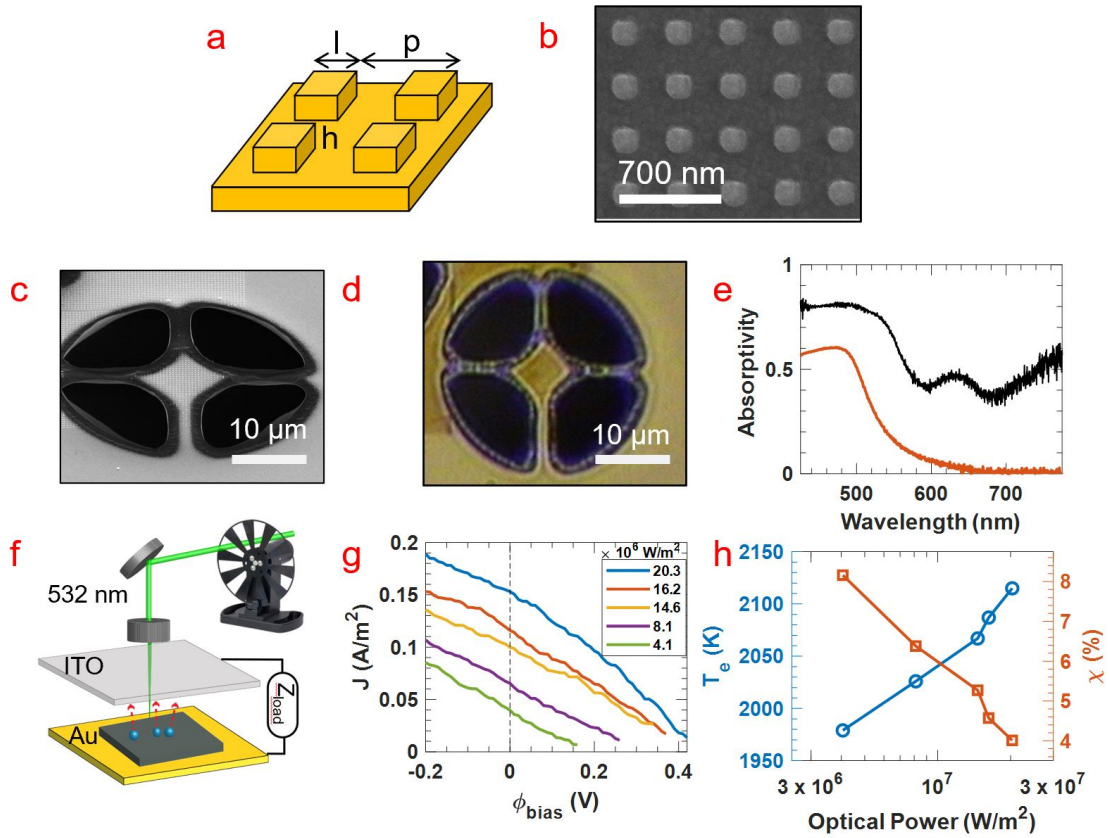 a
l
p
h
b
700 nm
c
10 μm
d
10 μm
e
1
0.5
0
Absorptivity
500
600
700
Wavelength (nm)
f
532 nm
ITO
Au
Zload
g
0.2
0.15
0.1
0.05
0
J (A/m²)
-0.2
0
0.2
0.4
ϕbias (V)
× 10⁶ W/m²
20.3
16.2
14.6
8.1
4.1
h
2150
2100
2050
2000
1950
Te (K)
8
7
6
5
4
χ (%)
3 x 10⁶
10⁷
3 x 10⁷
Optical Power (W/m²)